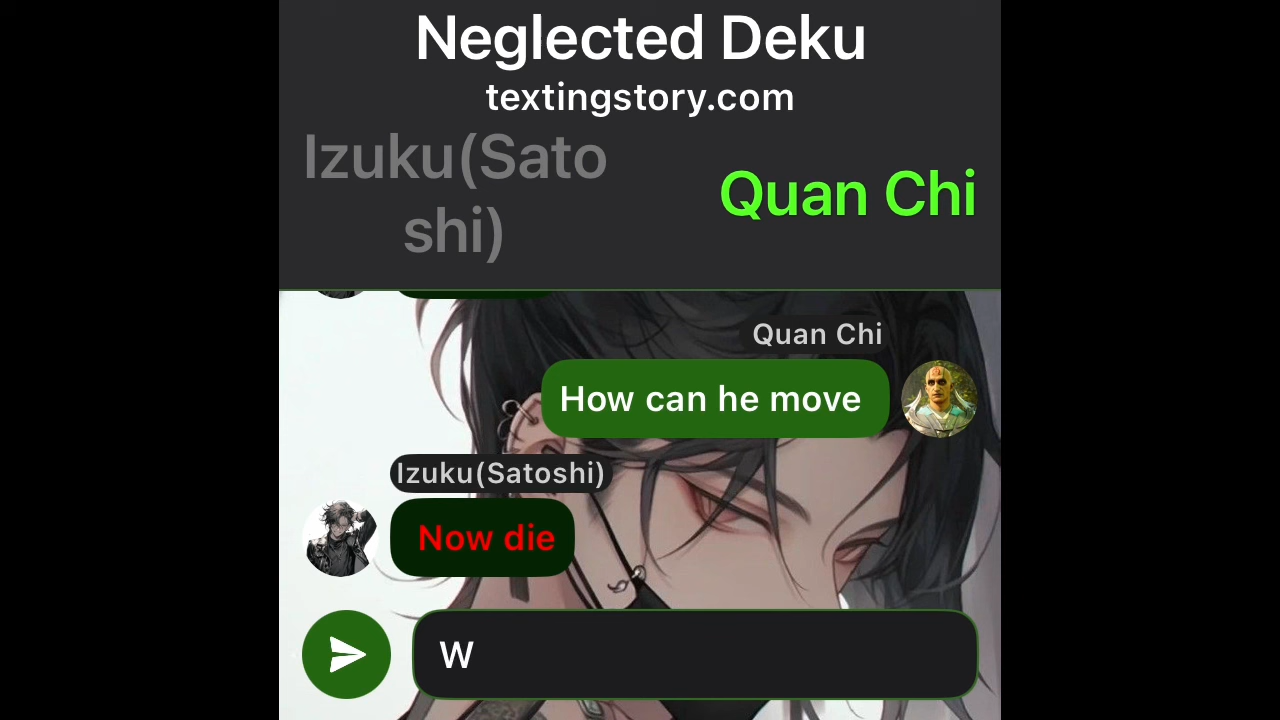 Neglected Deku
textingstory.com
Izuku(Sato
shi)
Quan Chi
Quan Chi
How can he move
Izuku(Satoshi)
Now die
W